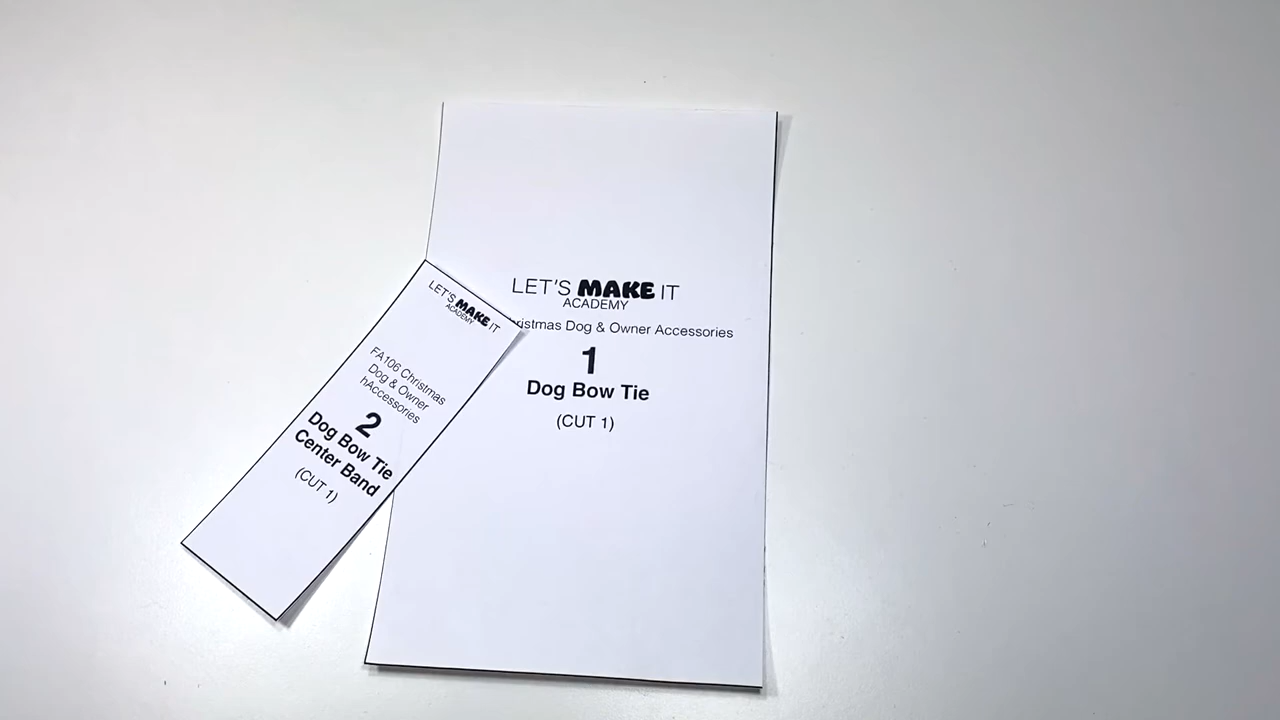 LET'S MAKE IT
ACADEMY
FA106 Christmas
Dog & Owner
hAccessories
2
Dog Bow Tie
Center Band
(CUT 1)
LET'S MAKE IT
ACADEMY
ristmas Dog & Owner Accessories
1
Dog Bow Tie
(CUT 1)